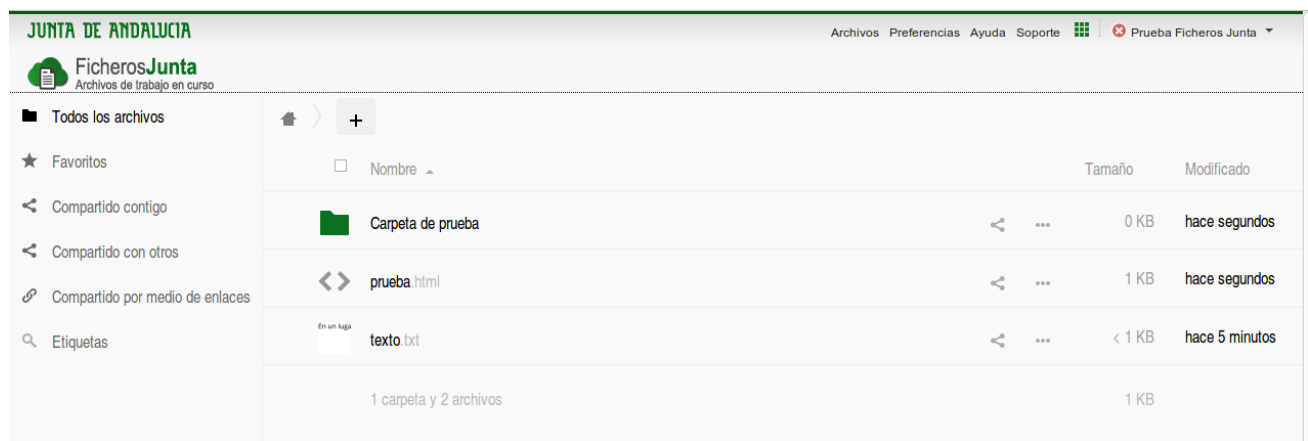 JUNTA DE ANDALUCIA
Archivos Preferencias Ayuda Soporte Prueba Ficheros Junta
FicherosJunta
Archivos de trabajo en curso
Todos los archivos
Favoritos
Compartido contigo
Compartido con otros
Compartido por medio de enlaces
Etiquetas
+
Nombre Tamaño Modificado
Carpeta de prueba 0 KB hace segundos
prueba.html 1 KB hace segundos
En un luga
texto.txt < 1 KB hace 5 minutos
1 carpeta y 2 archivos 1 KB